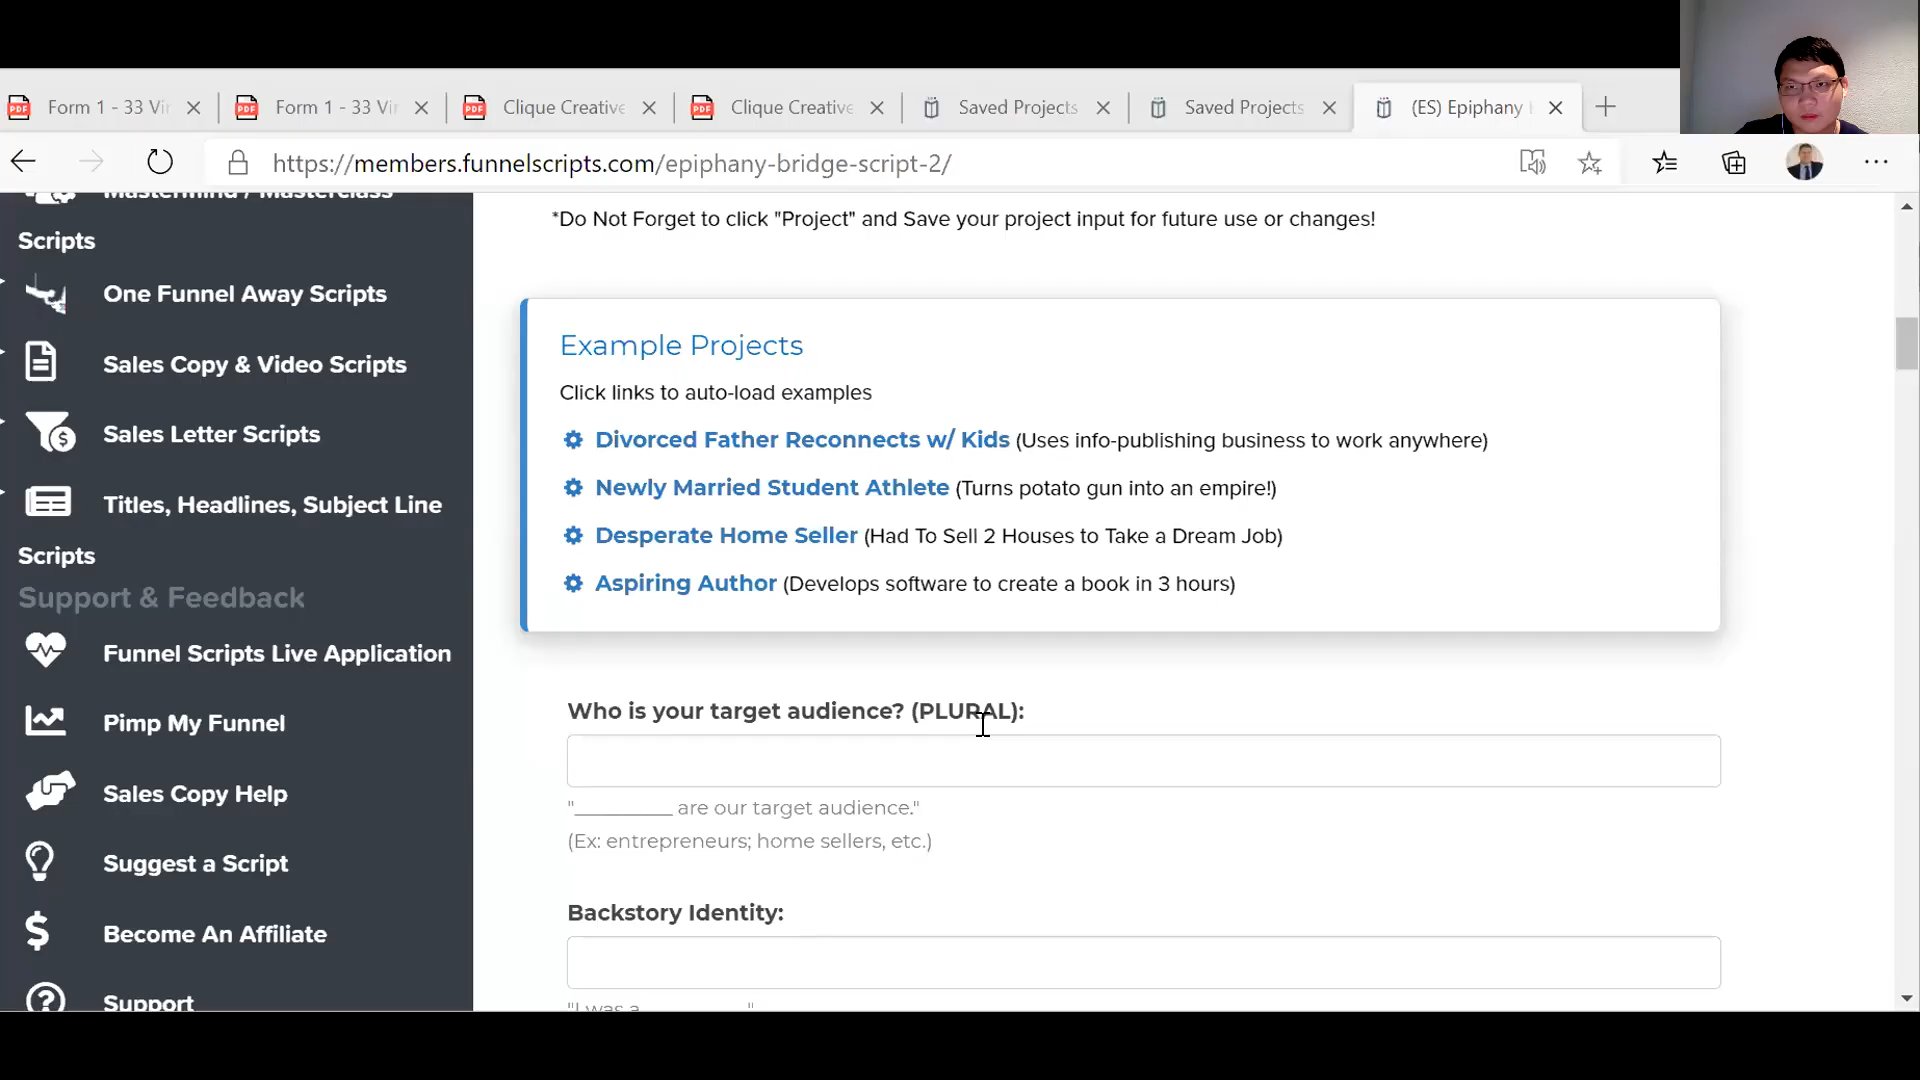 Form 1 - 33 Vir
Form 1 - 33 Vir
Clique Creative
Clique Creative
Saved Projects
Saved Projects
(ES) Epiphany
https://members.funnelscripts.com/epiphany-bridge-script-2/
Mastermind / Masterclass
Scripts
One Funnel Away Scripts
Sales Copy & Video Scripts
Sales Letter Scripts
Titles, Headlines, Subject Line
Scripts
Support & Feedback
Funnel Scripts Live Application
Pimp My Funnel
Sales Copy Help
Suggest a Script
Become An Affiliate
Support
*Do Not Forget to click "Project" and Save your project input for future use or changes!
Example Projects
Click links to auto-load examples
Divorced Father Reconnects w/ Kids (Uses info-publishing business to work anywhere)
Newly Married Student Athlete (Turns potato gun into an empire!)
Desperate Home Seller (Had To Sell 2 Houses to Take a Dream Job)
Aspiring Author (Develops software to create a book in 3 hours)
Who is your target audience? (PLURAL):
"__________ are our target audience."
(Ex: entrepreneurs; home sellers, etc.)
Backstory Identity:
"I was a __________."